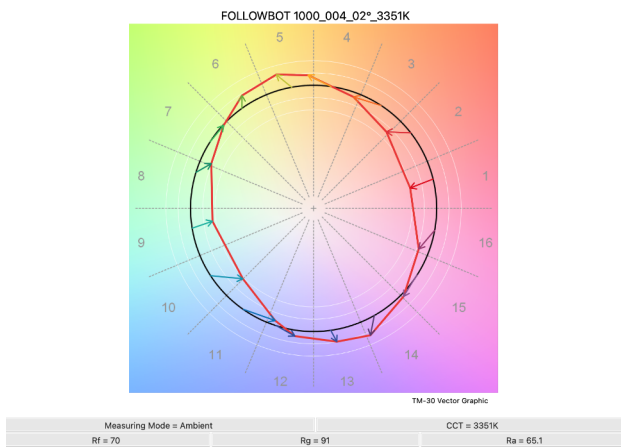 FOLLOWBOT 1000_004_02°_3351K
5 4
6 3
7 2
8 1
9 16
10 15
11 14
12 13
TM-30 Vector Graphic
Measuring Mode = Ambient CCT = 3351K
Rf = 70 Rg = 91 Ra = 65.1